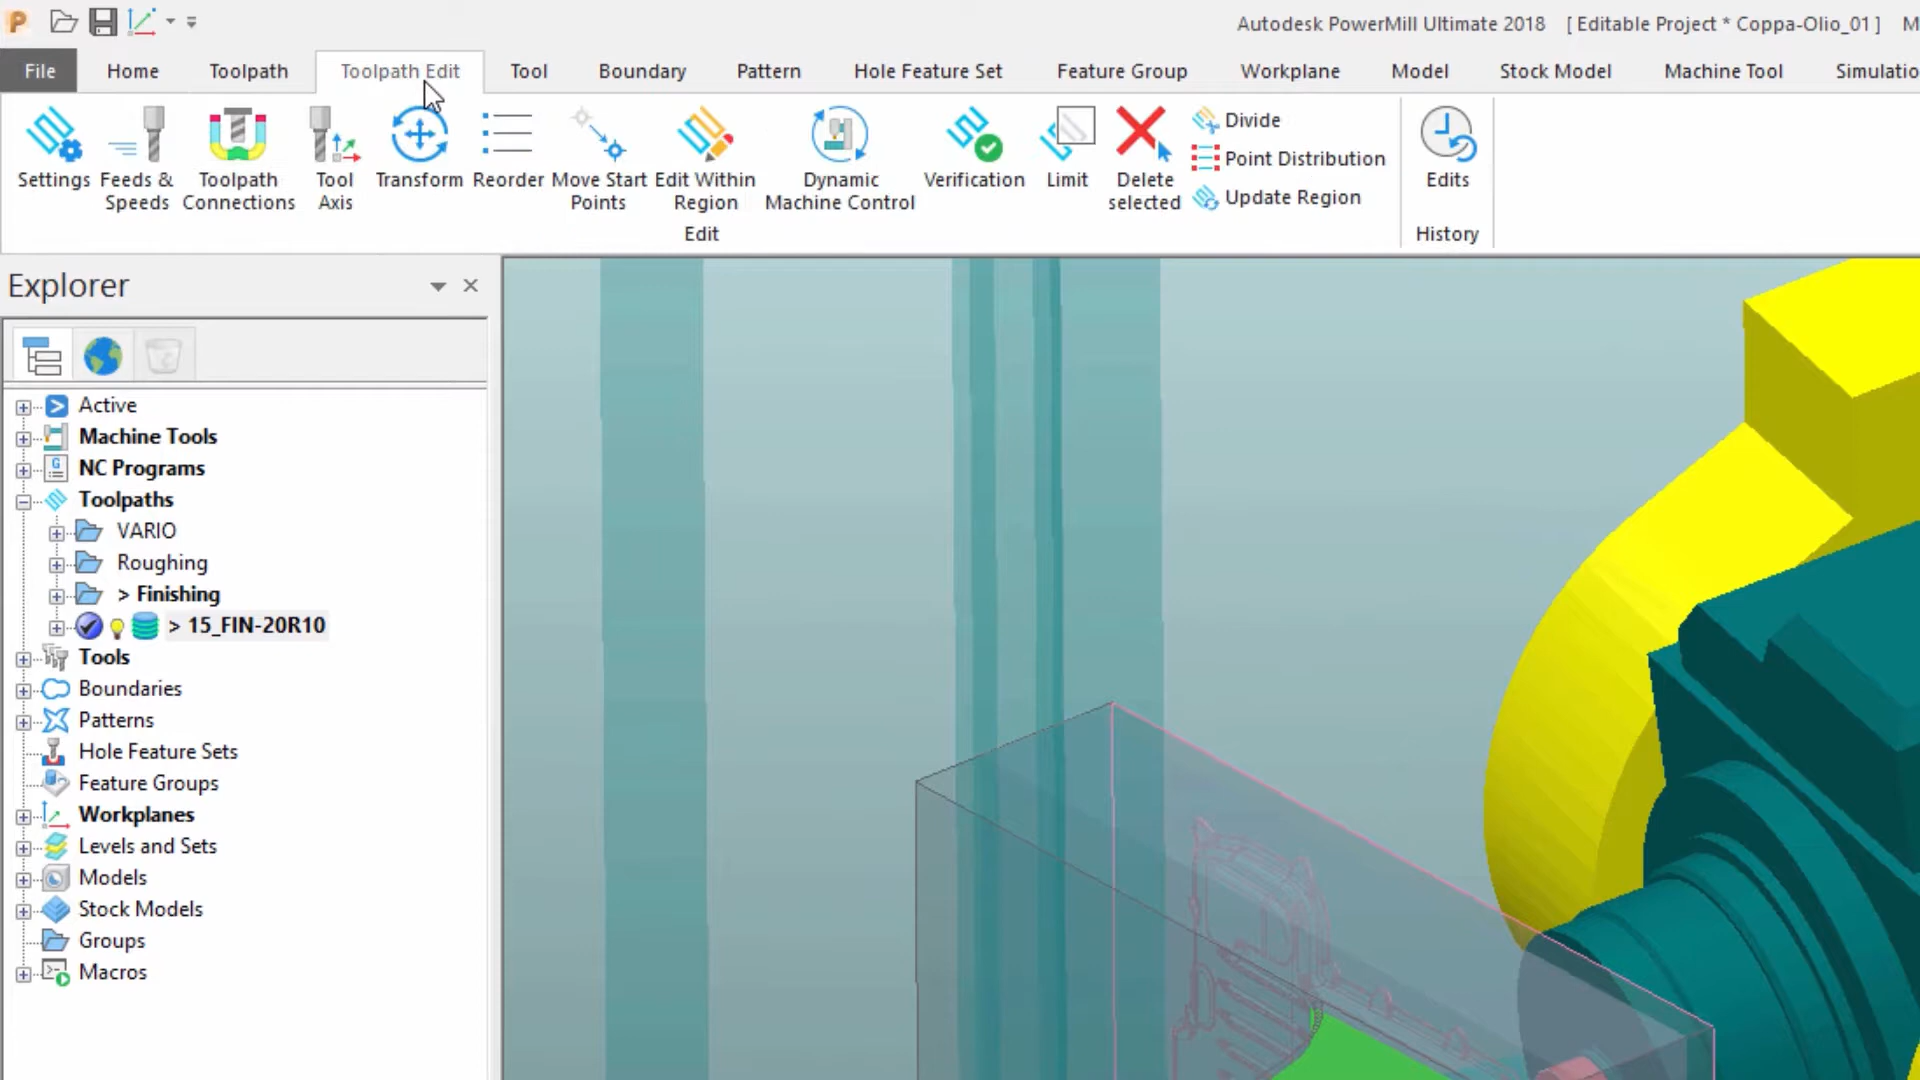 Autodesk PowerMill Ultimate 2018 [ Editable Project * Coppa-Olio_01 ]
File Home Toolpath Toolpath Edit Tool Boundary Pattern Hole Feature Set Feature Group Workplane Model Stock Model Machine Tool Simulatio
Settings Feeds & Speeds Toolpath Connections Tool Axis Transform Reorder Move Start Points Edit Within Region Dynamic Machine Control Verification Limit Delete selected
Divide
Point Distribution
Update Region
Edits
Edit History
Explorer
Active
Machine Tools
NC Programs
Toolpaths
VARIO
Roughing
> Finishing
> 15_FIN-20R10
Tools
Boundaries
Patterns
Hole Feature Sets
Feature Groups
Workplanes
Levels and Sets
Models
Stock Models
Groups
Macros